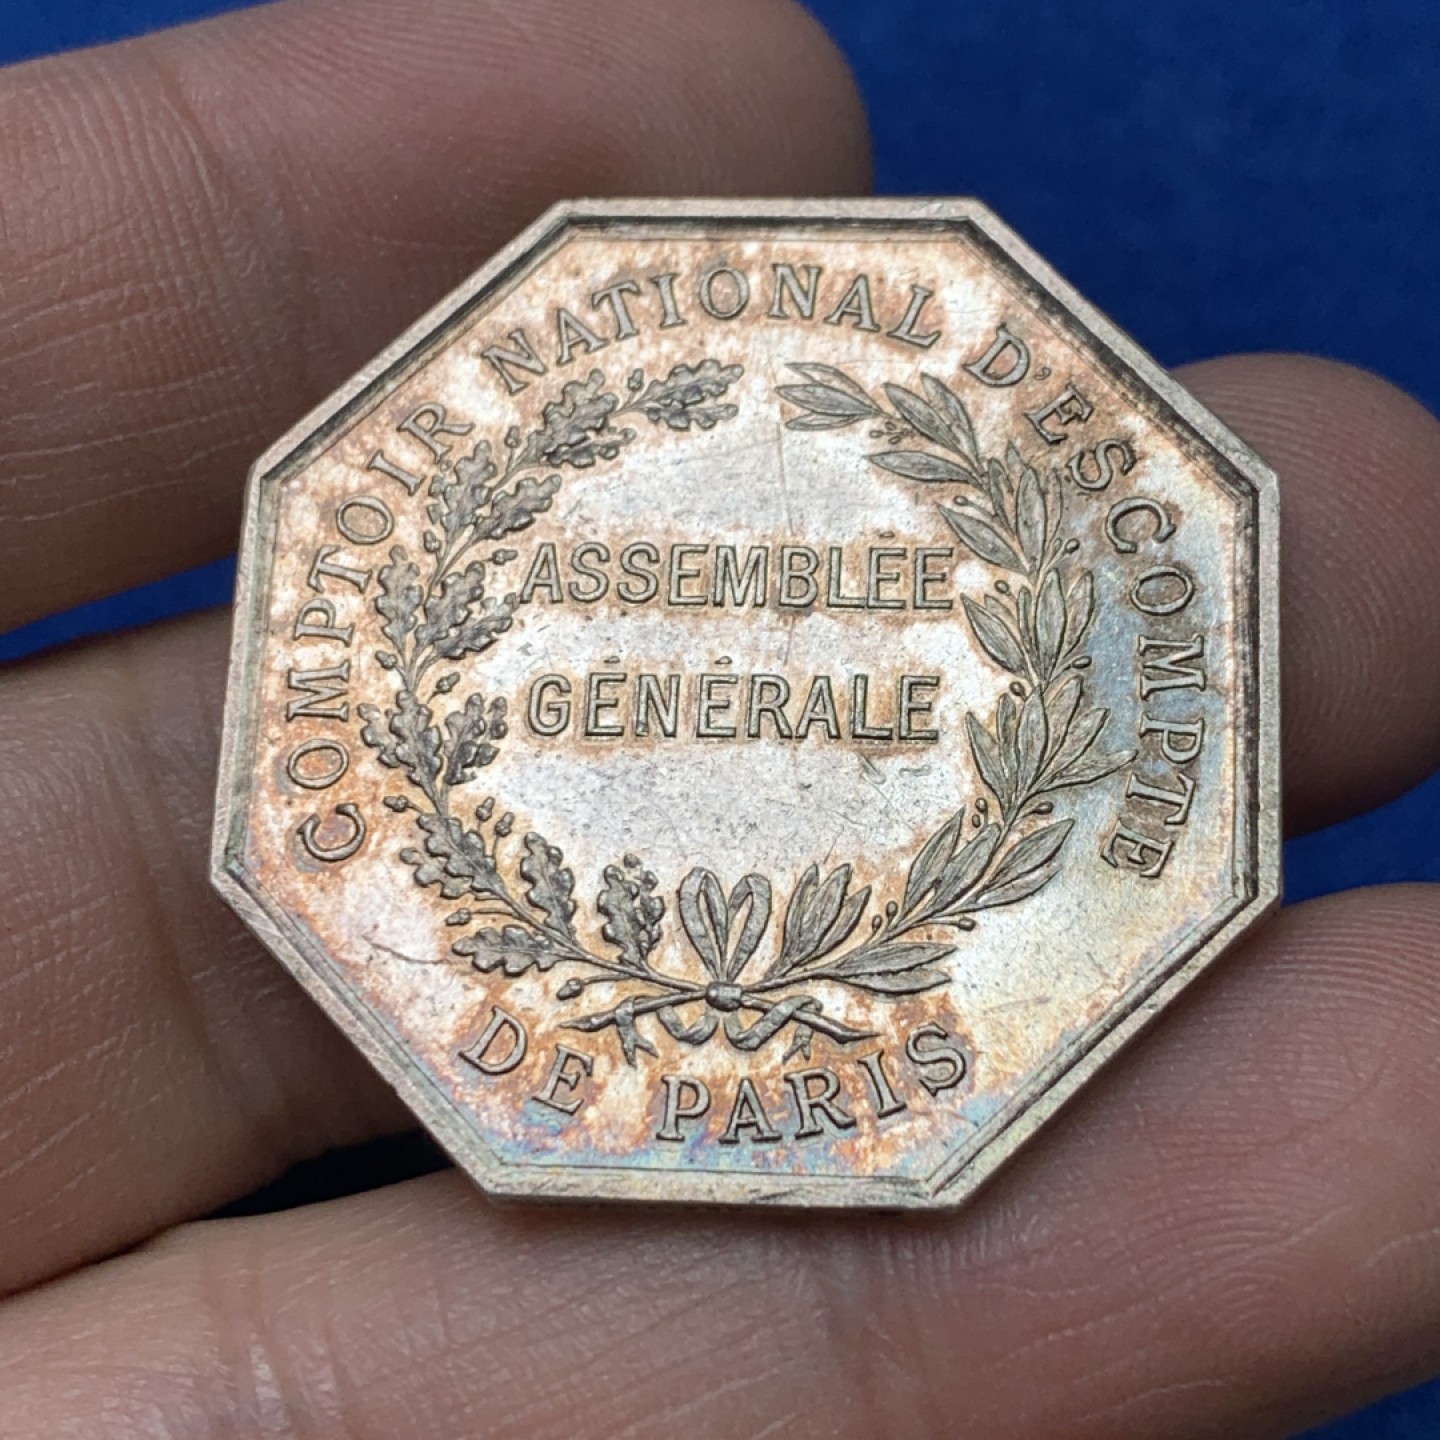 COMPTOIR NATIONAL D'ESCOMPTE
ASSEMBLÉE
GÉNÉRALE
DE PARIS